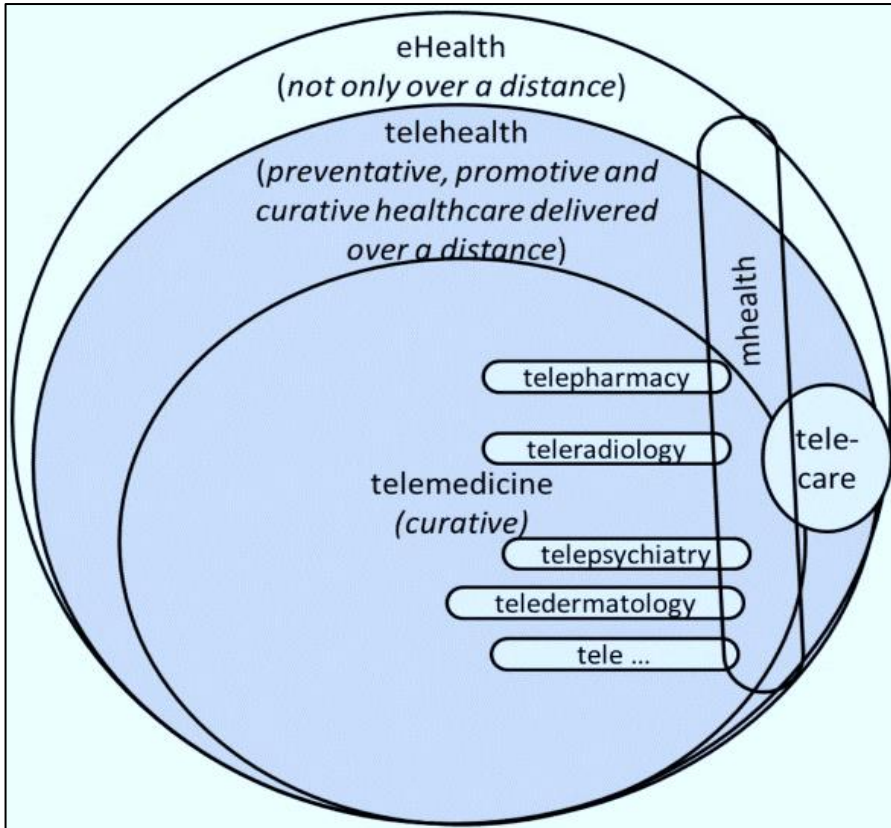 eHealth
(not only over a distance)
telehealth
(preventative, promotive and
curative healthcare delivered
over a distance)
mhealth
telepharmacy
tele-
care
teleradiology
telemedicine
(curative)
telepsychiatry
teledermatology
tele ...